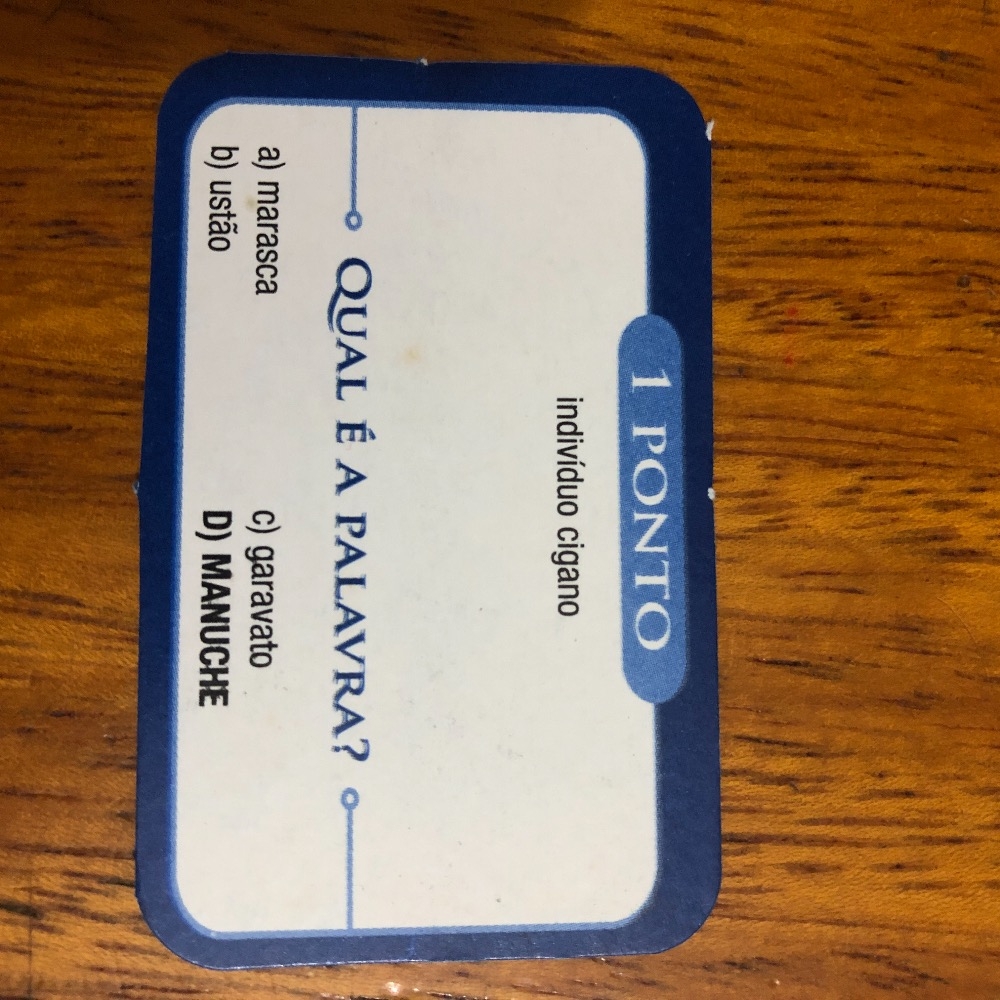 1 PONTO
indivíduo cigano
QUAL É A PALAVRA?
a) marasca c) garavato
b) ustão D) MANUCHE